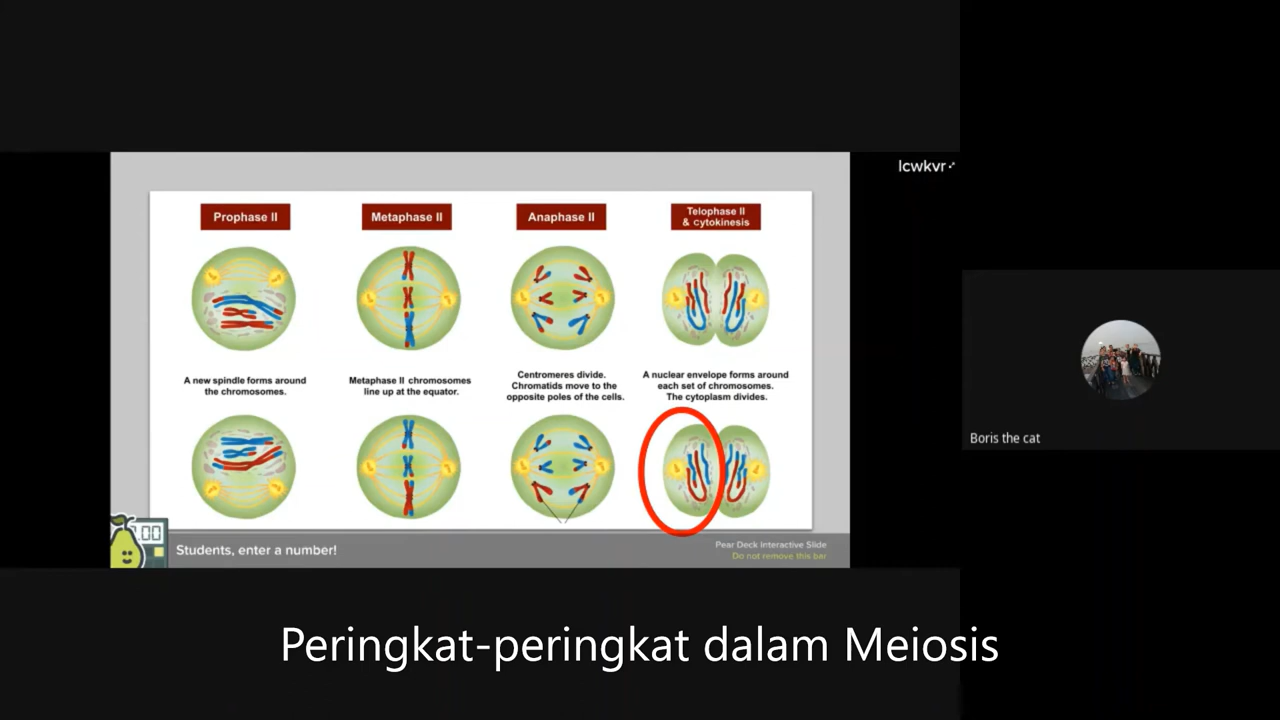 lcwkvr
Prophase II
Metaphase II
Anaphase II
Telophase II
& cytokinesis
A new spindle forms around
the chromosomes.
Metaphase II chromosomes
line up at the equator.
Centromeres divide.
Chromatids move to the
opposite poles of the cells.
A nuclear envelope forms around
each set of chromosomes.
The cytoplasm divides.
Boris the cat
Students, enter a number!
Pear Deck Interactive Slide
Do not remove this bar
Peringkat-peringkat dalam Meiosis